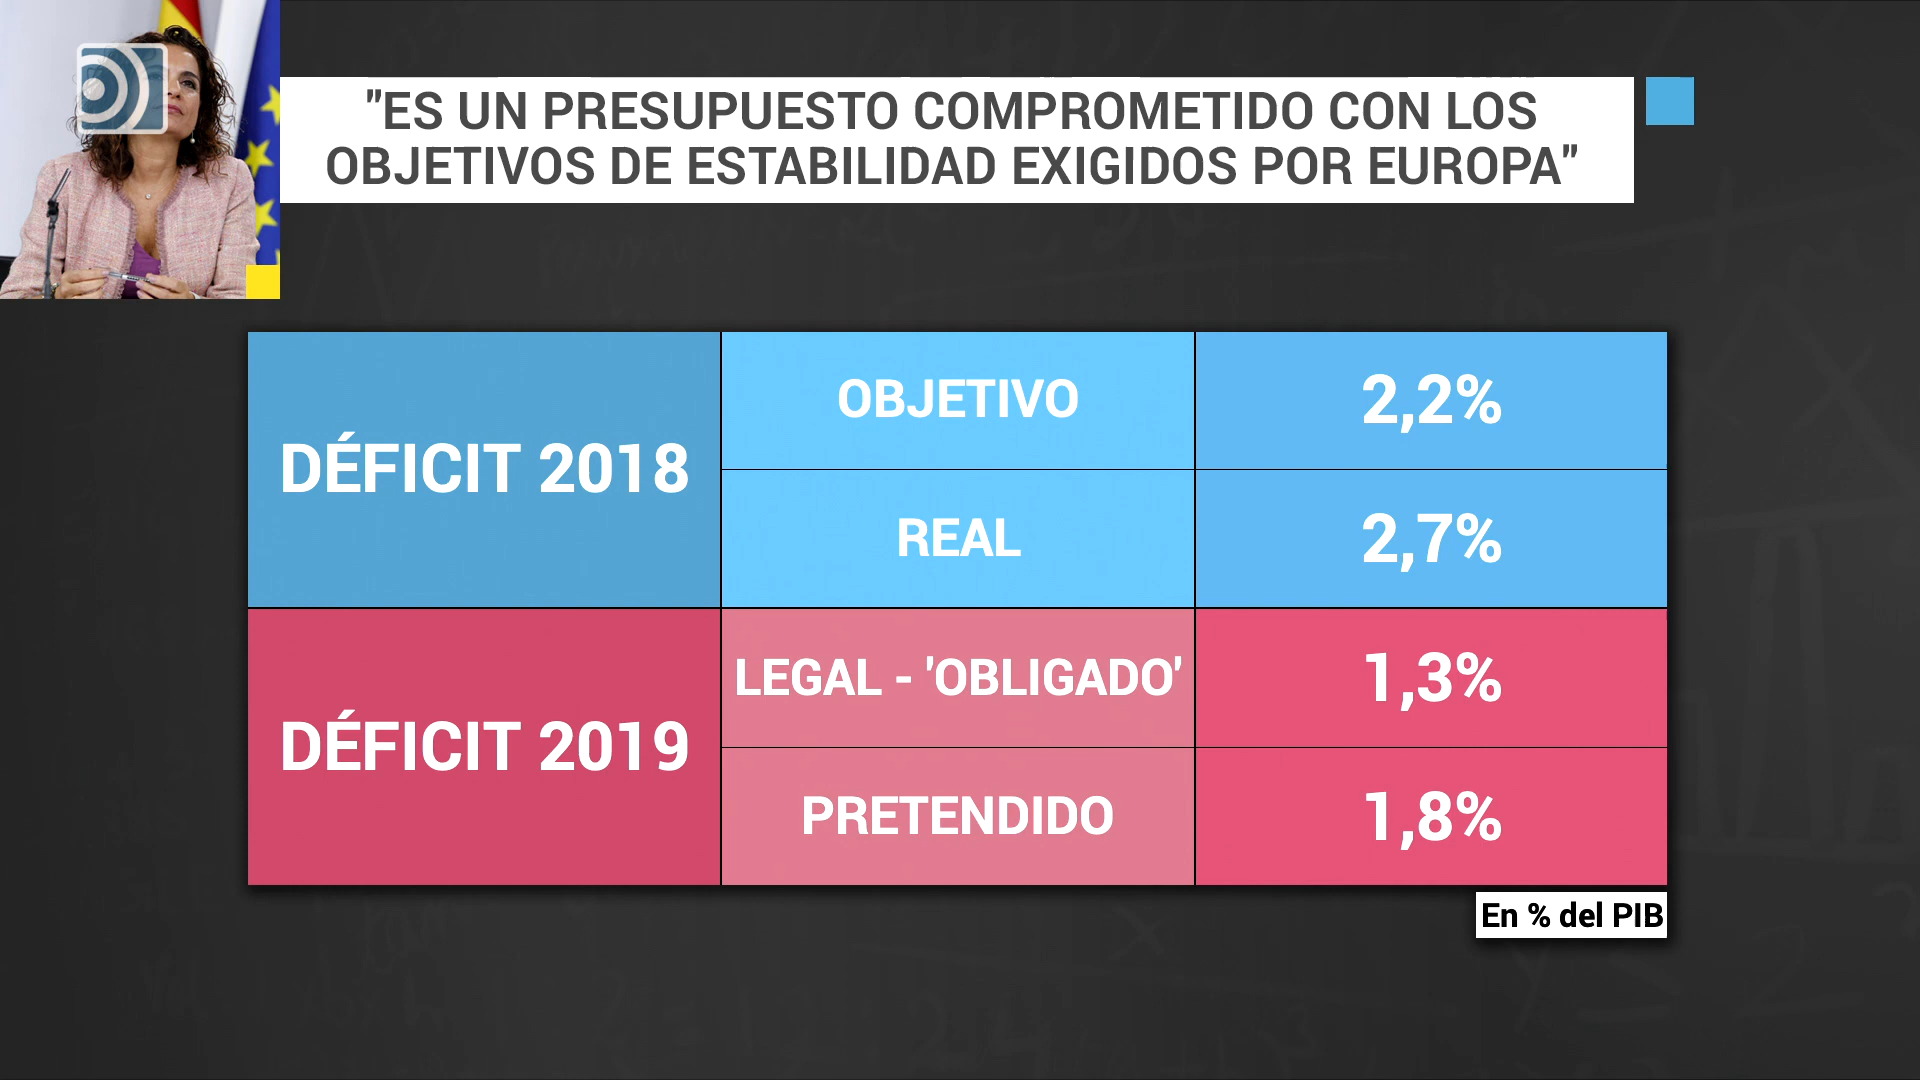 "ES UN PRESUPUESTO COMPROMETIDO CON LOS
OBJETIVOS DE ESTABILIDAD EXIGIDOS POR EUROPA"
DÉFICIT 2018
OBJETIVO
2,2%
REAL
2,7%
DÉFICIT 2019
LEGAL - 'OBLIGADO'
1,3%
PRETENDIDO
1,8%
En % del PIB